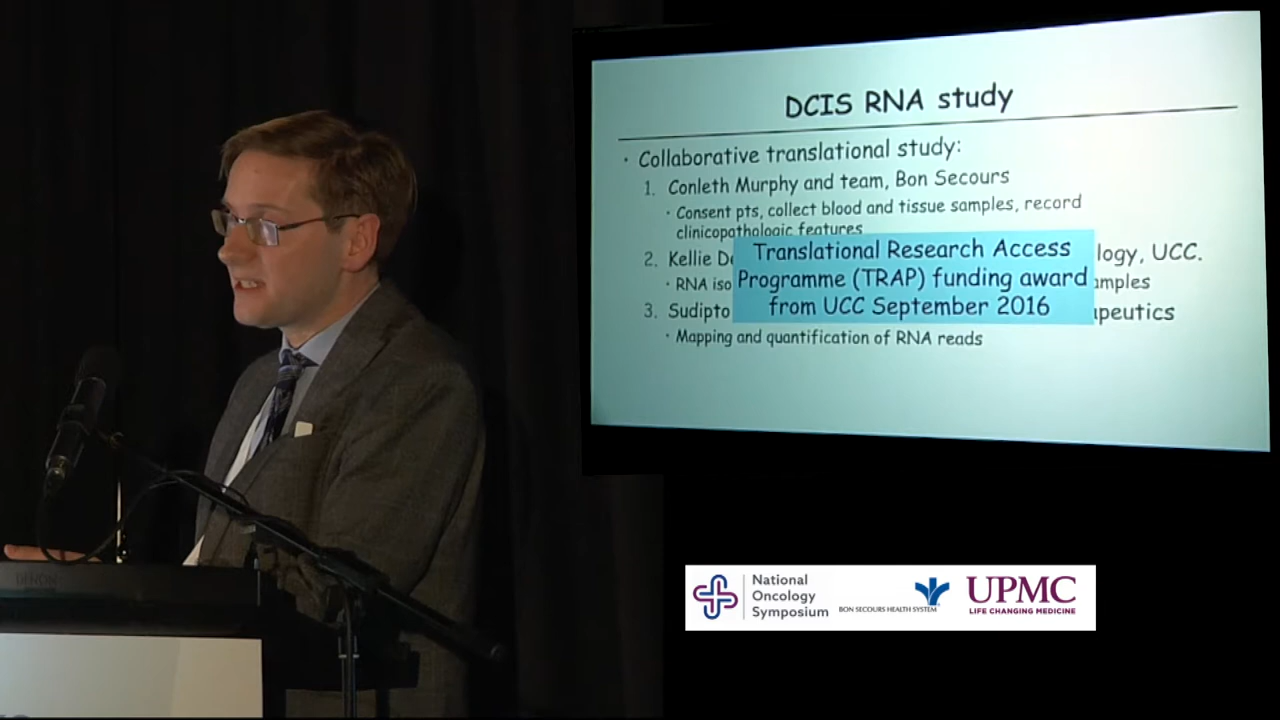 DCIS RNA study
• Collaborative translational study:
1. Conleth Murphy and team, Bon Secours
• Consent pts, collect blood and tissue samples, record
clinicopathologic features
2. Kellie logy, UCC.
• RNA
3. Sudipto
• Mapping and quantification of RNA reads
Translational Research Access
Programme (TRAP) funding award
from UCC September 2016
National
Oncology
Symposium
BON SECOURS HEALTH SYSTEM
UPMC
LIFE CHANGING MEDICINE
DENON